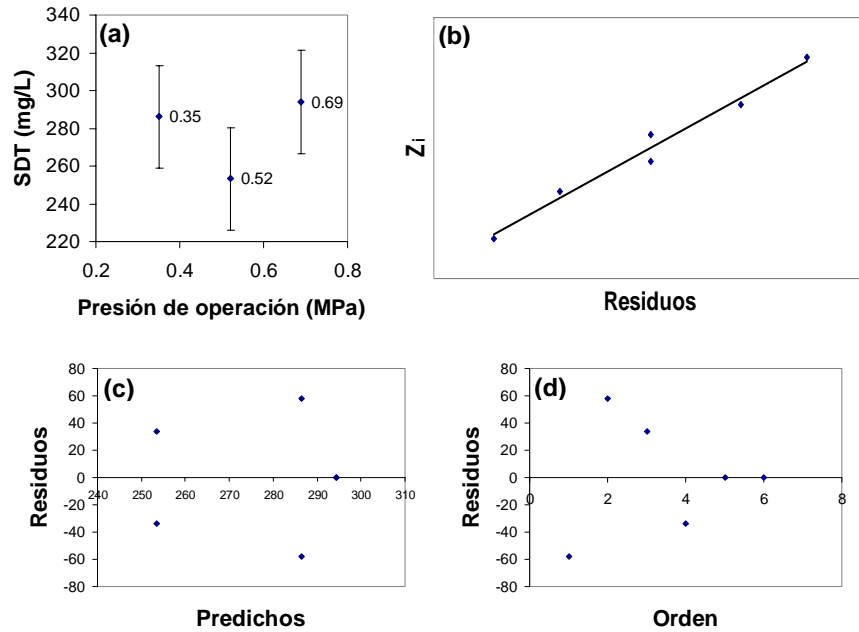 (a)
SDT (mg/L)
340
320
300
280
260
240
220
0.35
0.52
0.69
0.2 0.4 0.6 0.8
Presión de operación (MPa)
(b)
Zi
Residuos
(c)
Residuos
80
60
40
20
0
-20
-40
-60
-80
240 250 260 270 280 290 300 310
Predichos
(d)
Residuos
80
60
40
20
0
-20
-40
-60
-80
0 2 4 6 8
Orden